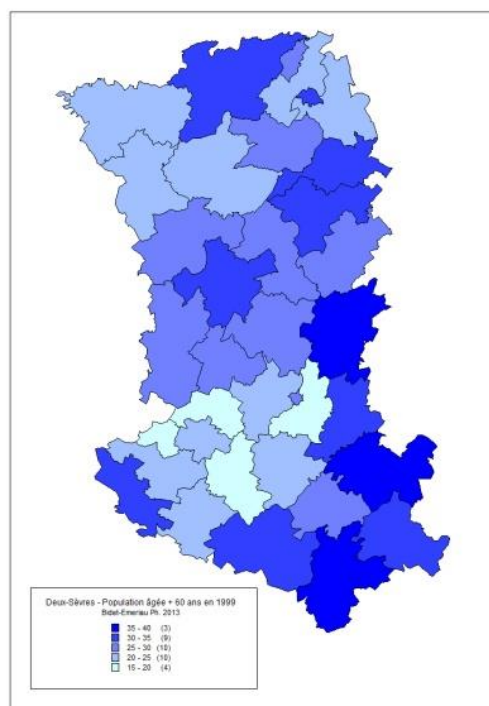 Deux-Sèvres - Population âgée + 60 ans en 1999
Bidet-Emeriau Ph. 2013
35 - 40 (3)
30 - 35 (9)
25 - 30 (10)
20 - 25 (10)
15 - 20 (4)